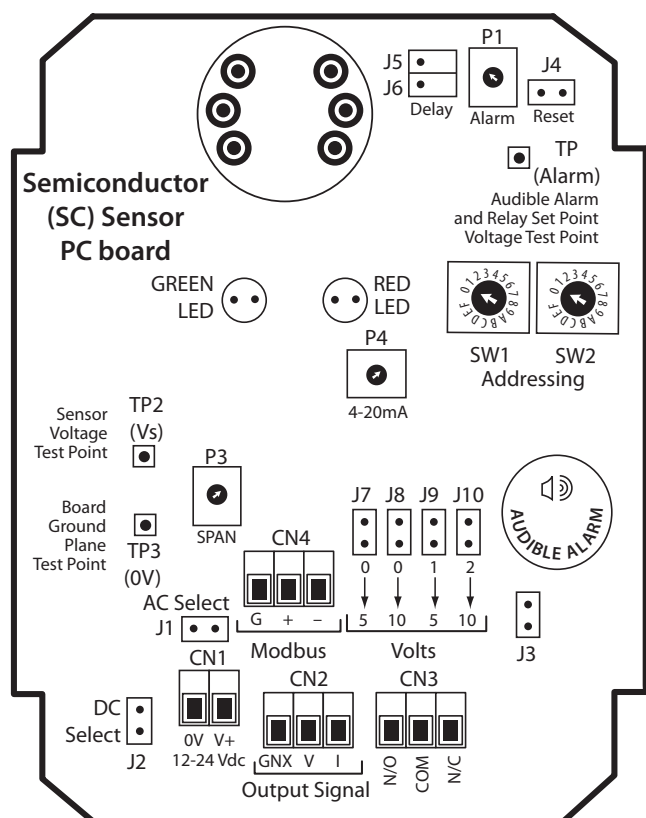 P1
J5
J6
Delay
Alarm
J4
Reset
TP
(Alarm)
Audible Alarm
and Relay Set Point
Voltage Test Point
Semiconductor
(SC) Sensor
PC board
GREEN
LED
RED
LED
0123456789ABCDEF
0123456789ABCDEF
SW1
SW2
Addressing
P4
4-20mA
Sensor
Voltage
Test Point
TP2
(Vs)
P3
SPAN
Board
Ground
Plane
Test Point
TP3
(0V)
J7
J8
J9
J10
0
0
1
2
5
10
5
10
Volts
AUDIBLE ALARM
CN4
G
+
–
Modbus
AC Select
J1
J3
CN1
0V
V+
12-24 Vdc
DC
Select
J2
CN2
GNX
V
I
Output Signal
CN3
N/O
COM
N/C